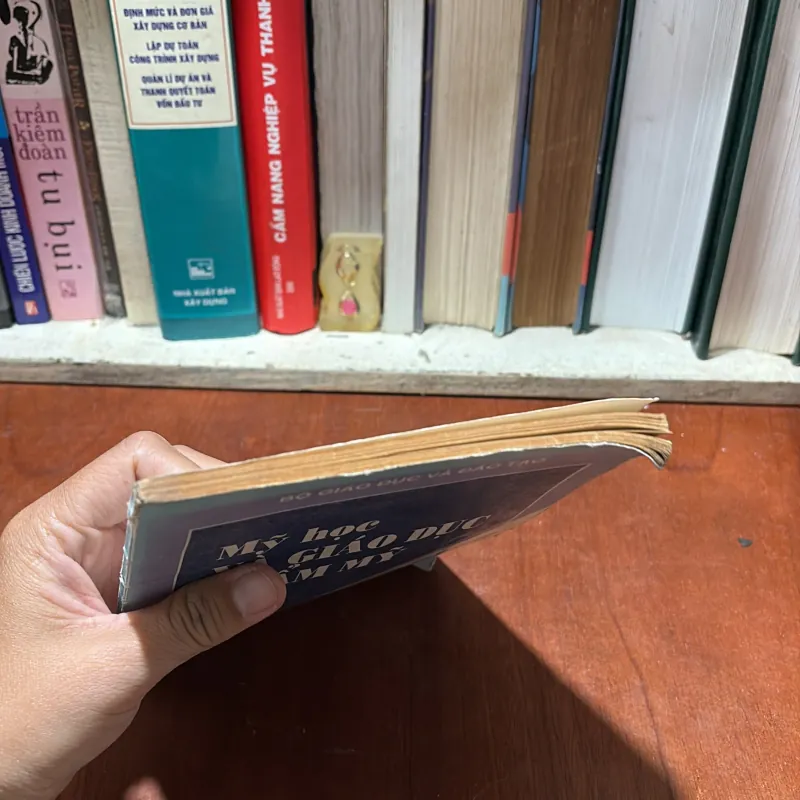 trần
kiêm
đoàn
tu bụi
CHIẾN LƯỢC KINH DOANH
ĐỊNH MỨC VÀ ĐƠN GIÁ
XÂY DỰNG CƠ BẢN
LẬP DỰ TOÁN
CÔNG TRÌNH XÂY DỰNG
QUẢN LÍ DỰ ÁN VÀ
THANH QUYẾT TOÁN
VỐN ĐẦU TƯ
NHÀ XUẤT BẢN
XÂY DỰNG
CẨM NANG NGHIỆP VỤ THANH
BỘ GIÁO DỤC VÀ ĐÀO TẠO
MỸ học
VÀ GIÁO DỤC
THẨM MỸ